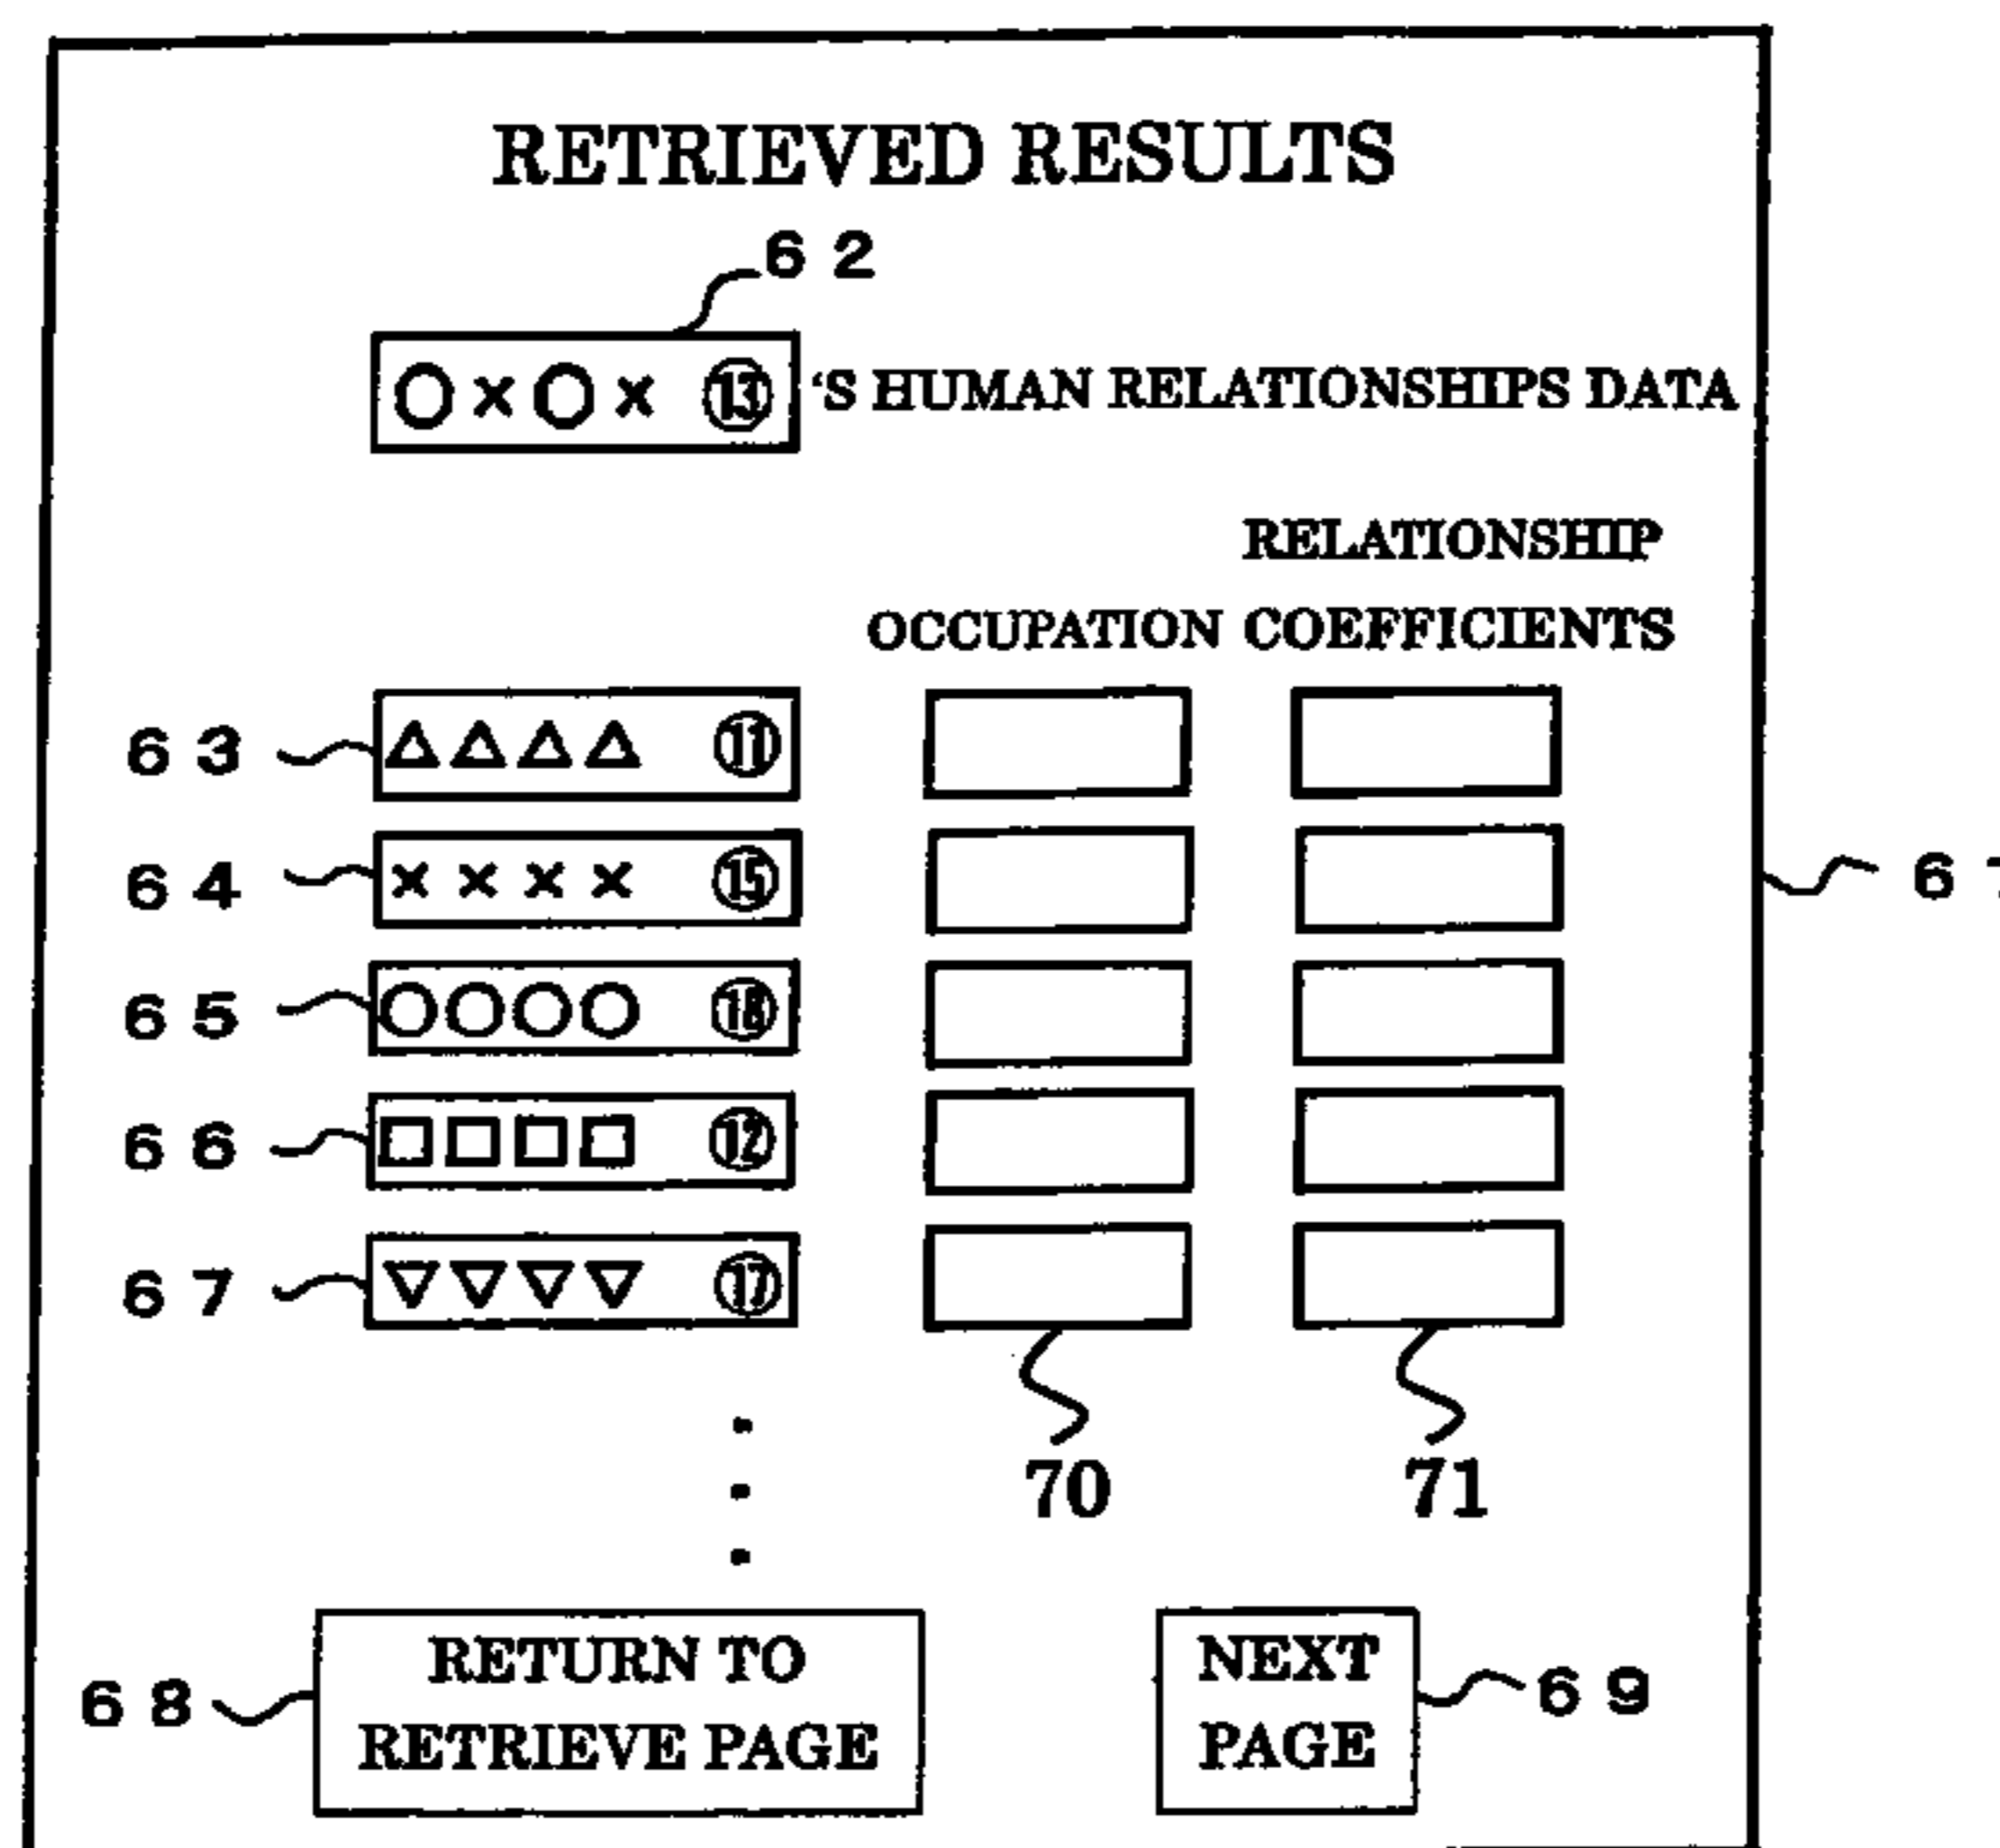 RETRIEVED RESULTS
62
○×○× ⑬ 'S HUMAN RELATIONSHIPS DATA
RELATIONSHIP
OCCUPATION COEFFICIENTS
63 △△△△ ⑪
64 ×××× ⑮
65 ○○○○ ⑱
66 □□□□ ⑫
67 ▽▽▽▽ ⑰
6
70 71
68 RETURN TO
RETRIEVE PAGE
NEXT
PAGE 69